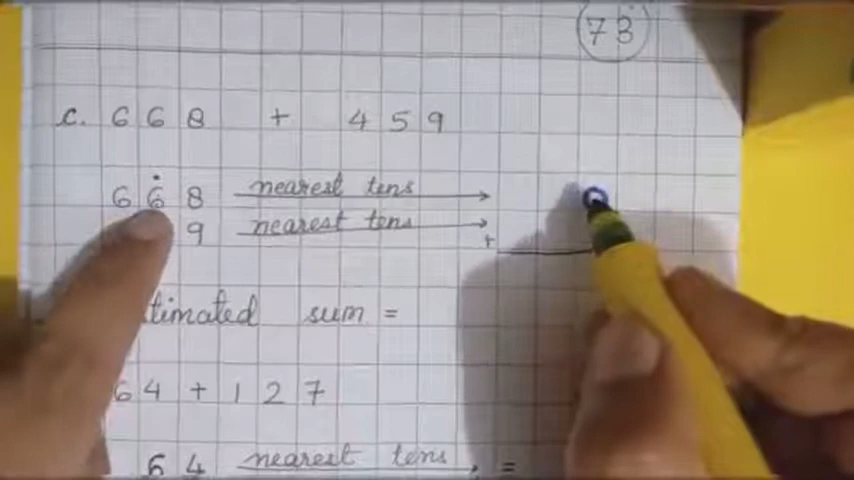 73
c. 668 + 459
668 nearest tens
9 nearest tens
+
timated sum =
64 + 127
64 nearest tens =